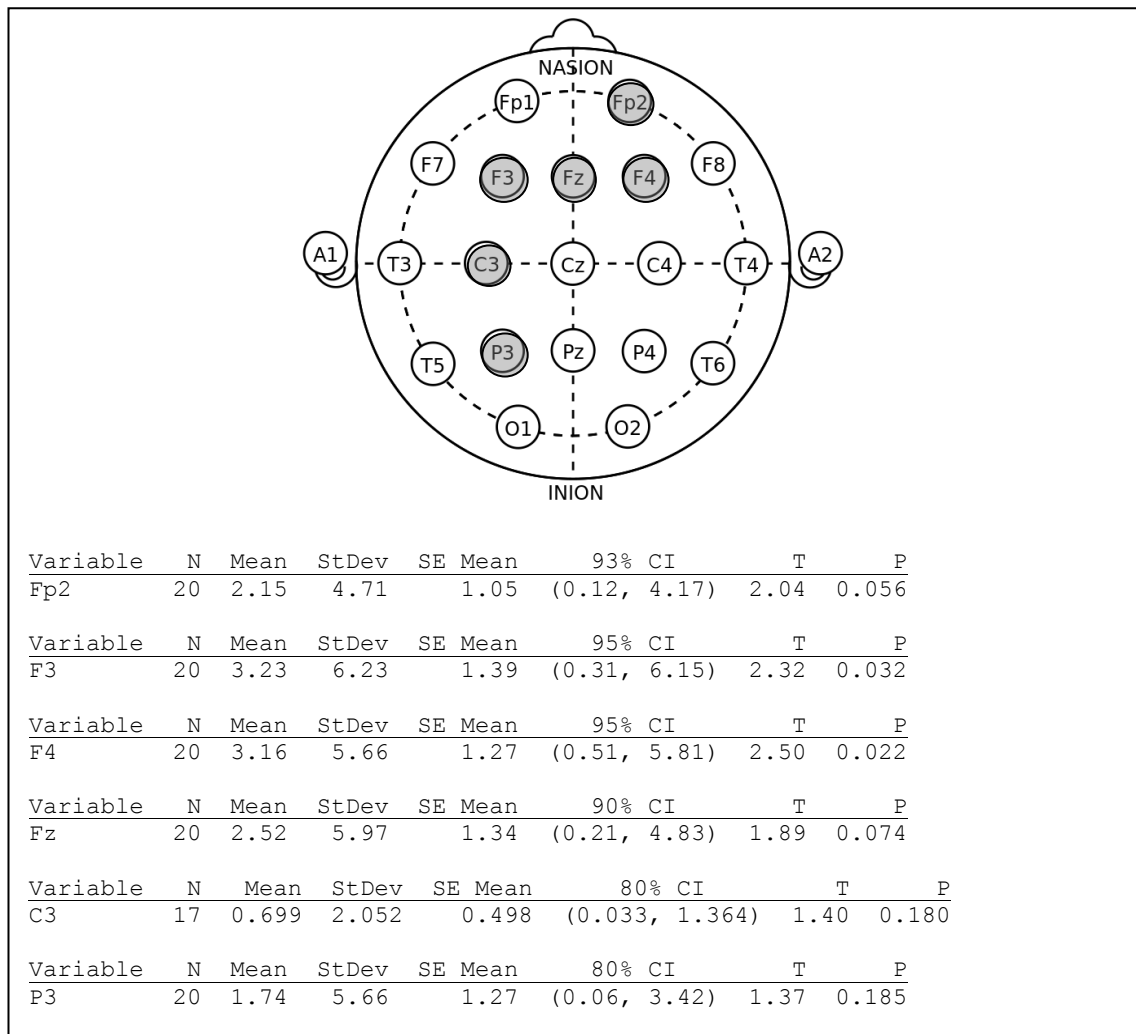 NASION
Fp1 Fp2
F7 F3 Fz F4 F8
A1 T3 C3 Cz C4 T4 A2
T5 P3 Pz P4 T6
O1 O2
INION
Variable N Mean StDev SE Mean 93% CI T P
Fp2 20 2.15 4.71 1.05 (0.12, 4.17) 2.04 0.056
Variable N Mean StDev SE Mean 95% CI T P
F3 20 3.23 6.23 1.39 (0.31, 6.15) 2.32 0.032
Variable N Mean StDev SE Mean 95% CI T P
F4 20 3.16 5.66 1.27 (0.51, 5.81) 2.50 0.022
Variable N Mean StDev SE Mean 90% CI T P
Fz 20 2.52 5.97 1.34 (0.21, 4.83) 1.89 0.074
Variable N Mean StDev SE Mean 80% CI T P
C3 17 0.699 2.052 0.498 (0.033, 1.364) 1.40 0.180
Variable N Mean StDev SE Mean 80% CI T P
P3 20 1.74 5.66 1.27 (0.06, 3.42) 1.37 0.185